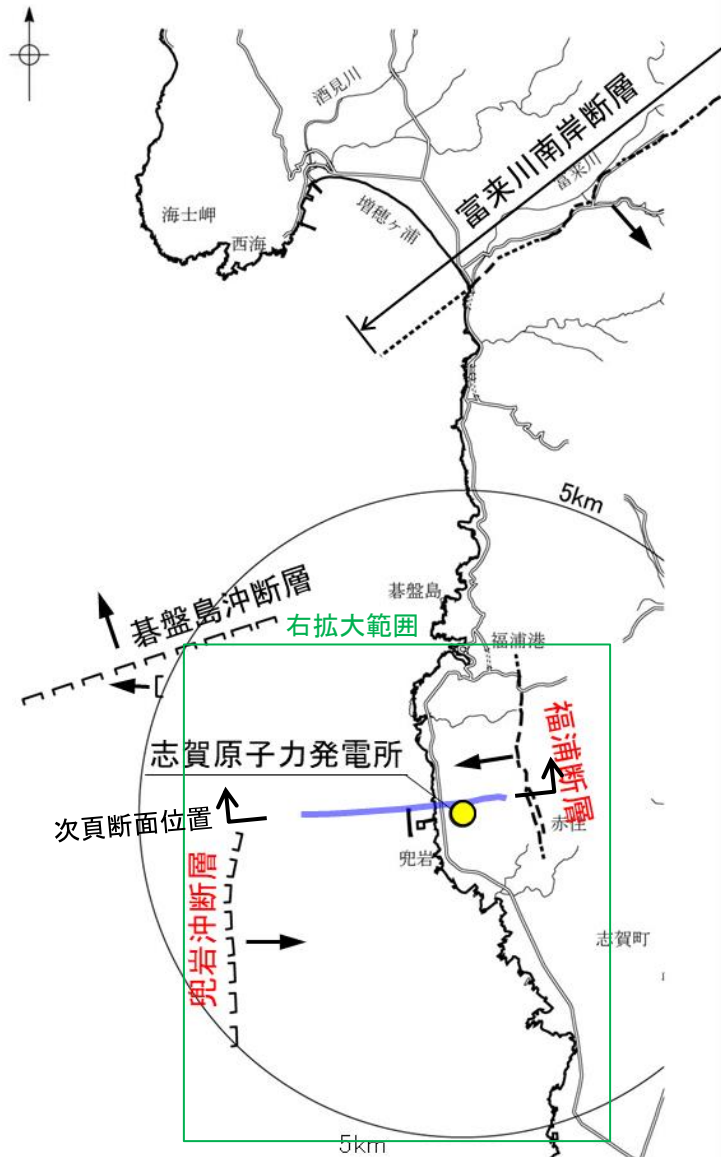 酒見川
富来川南岸断層
富来川
海士岬
西海
増穂ヶ浦
5km
碁盤島
碁盤島沖断層
右拡大範囲
福浦港
福浦断層
志賀原子力発電所
次頁断面位置
赤住
兜岩
兜岩沖断層
志賀町
5km